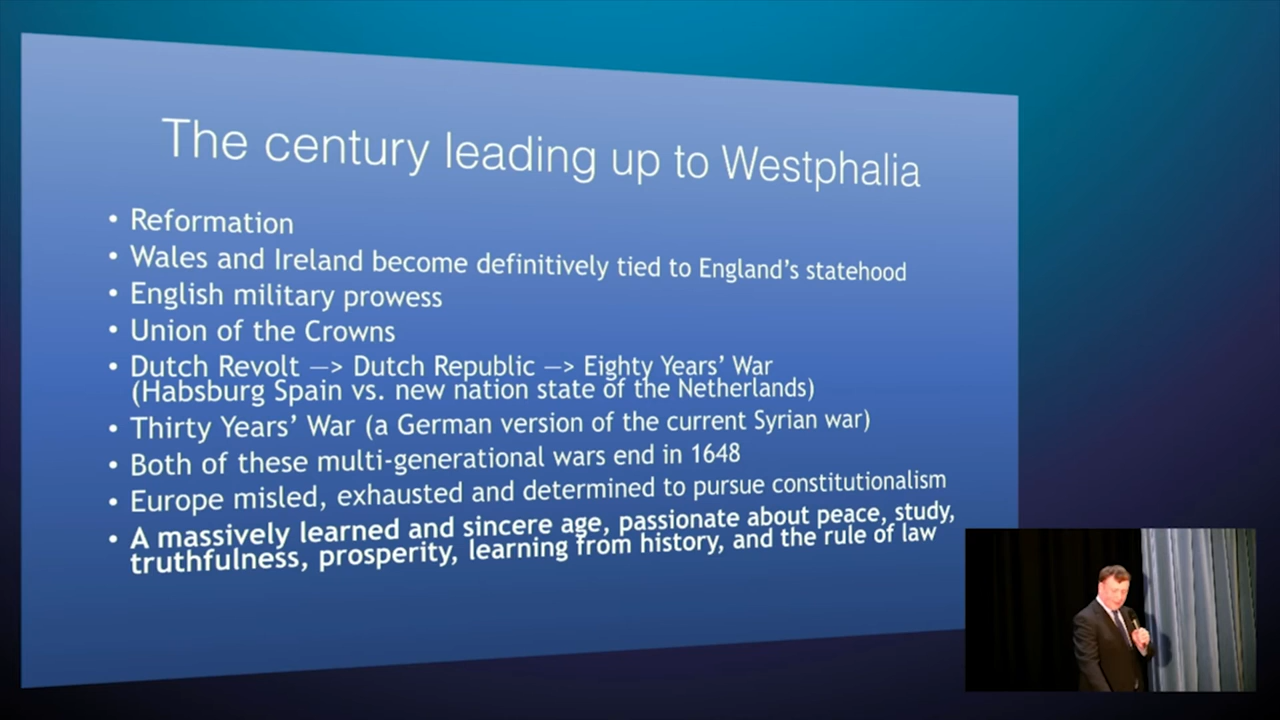 The century leading up to Westphalia
• Reformation
• Wales and Ireland become definitively tied to England's statehood
• English military prowess
• Union of the Crowns
• Dutch Revolt —> Dutch Republic —> Eighty Years' War
(Habsburg Spain vs. new nation state of the Netherlands)
• Thirty Years' War (a German version of the current Syrian war)
• Both of these multi-generational wars end in 1648
• Europe misled, exhausted and determined to pursue constitutionalism
• A massively learned and sincere age, passionate about peace, study,
truthfulness, prosperity, learning from history, and the rule of law